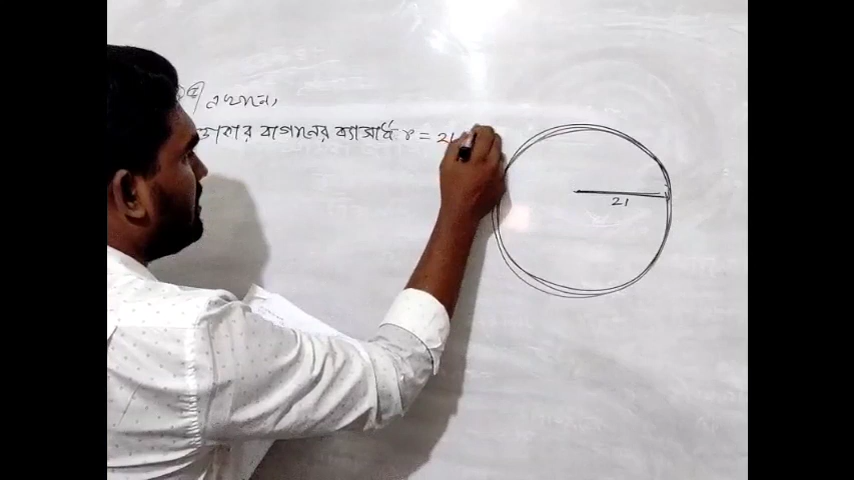 এখানে,
কার বাগানের ব্যাসার্ধ r = 21
21